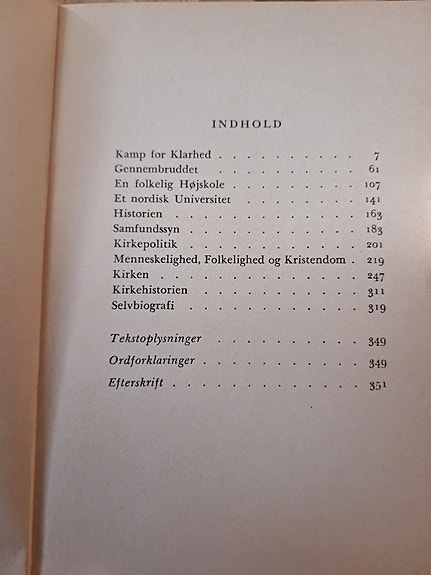 INDHOLD
Kamp for Klarhed . . . . . . . . . . 7
Gennembruddet . . . . . . . . . . . 61
En folkelig Højskole . . . . . . . . . 107
Et nordisk Universitet . . . . . . . . 141
Historien . . . . . . . . . . . . . 163
Samfundssyn . . . . . . . . . . . . 183
Kirkepolitik . . . . . . . . . . . . 201
Menneskelighed, Folkelighed og Kristendom . 219
Kirken . . . . . . . . . . . . . . 247
Kirkehistorien . . . . . . . . . . . 311
Selvbiografi . . . . . . . . . . . . 319
Tekstoplysninger . . . . . . . . . . 349
Ordforklaringer . . . . . . . . . . . 349
Efterskrift . . . . . . . . . . . . . 351